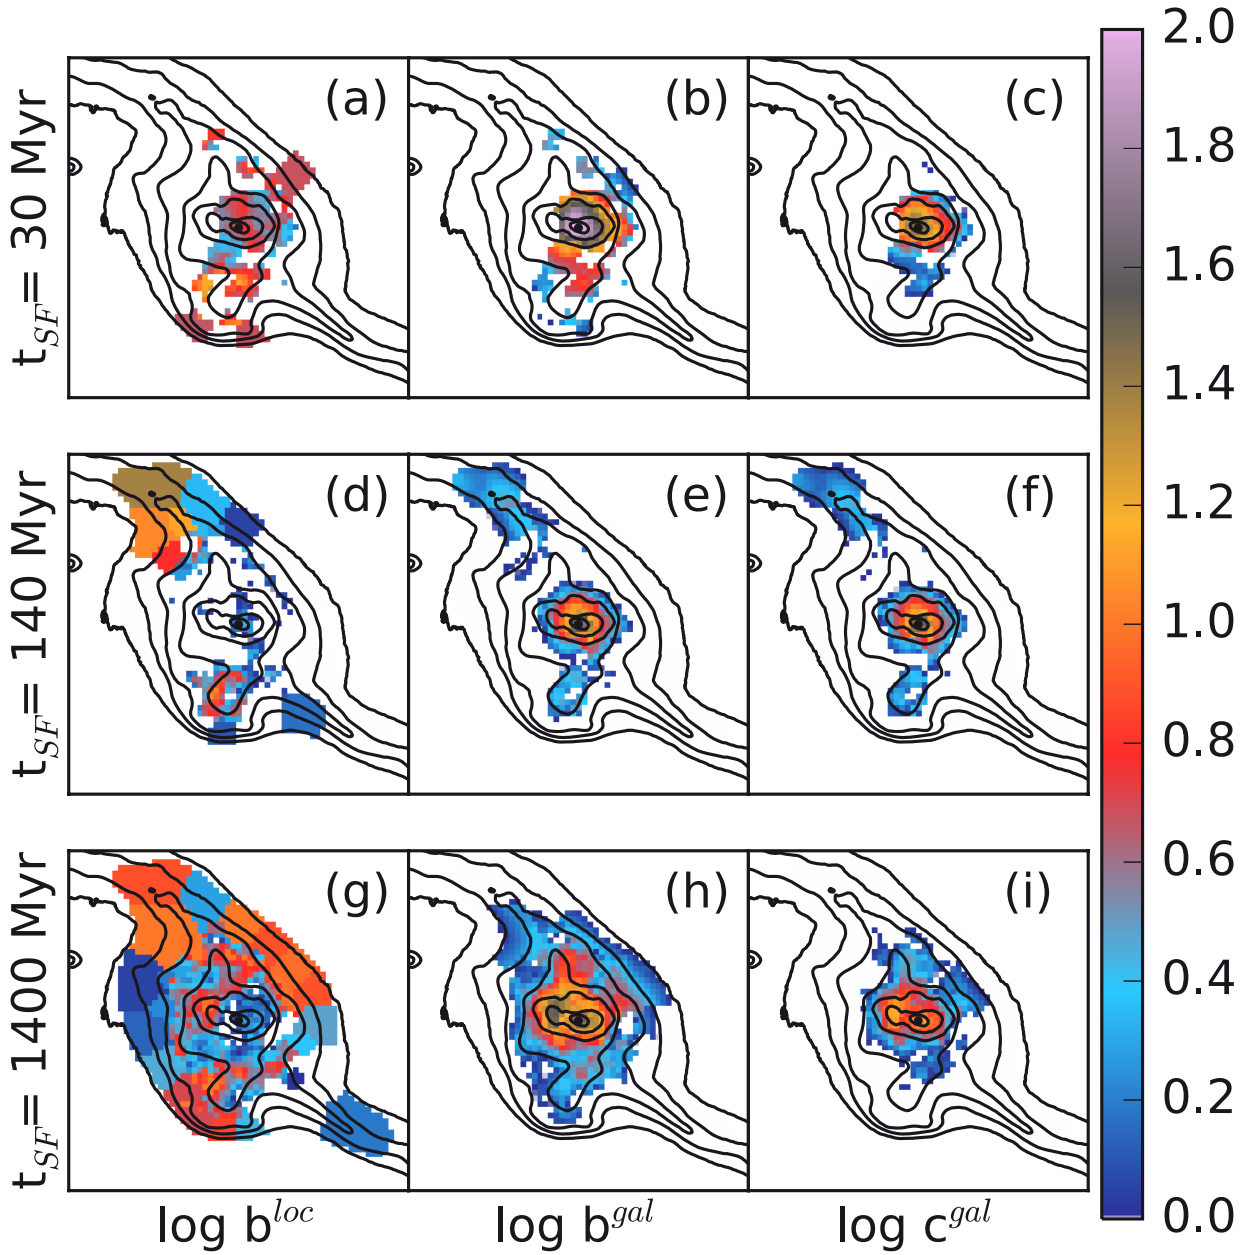 t_SF = 30 Myr
(a)
(b)
(c)
t_SF = 140 Myr
(d)
(e)
(f)
t_SF = 1400 Myr
(g)
(h)
(i)
log b^loc
log b^gal
log c^gal
2.0
1.8
1.6
1.4
1.2
1.0
0.8
0.6
0.4
0.2
0.0